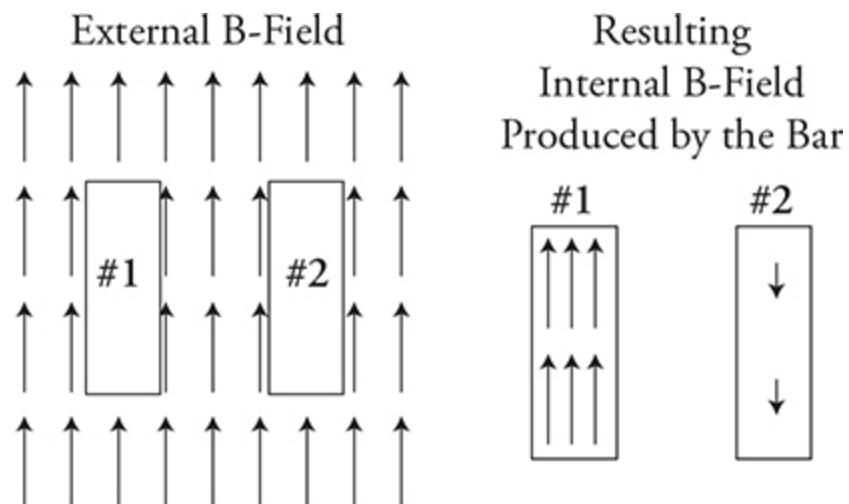 External B-Field
#1
#2
Resulting
Internal B-Field
Produced by the Bar
#1
#2